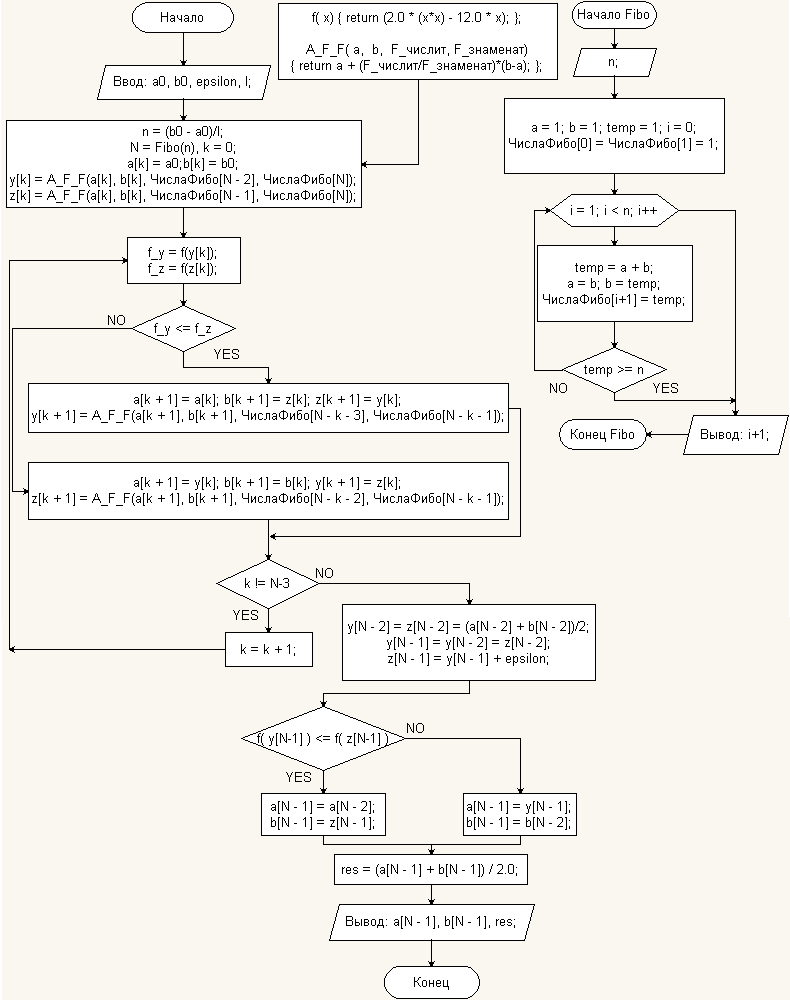 Начало
Ввод: a0, b0, epsilon, l;
f( x) { return (2.0 * (x*x) - 12.0 * x); };
A_F_F( a, b, F_числит, F_знаменат)
{ return a + (F_числит/F_знаменат)*(b-a); };
n = (b0 - a0)/l;
N = Fibo(n), k = 0;
a[k] = a0;b[k] = b0;
y[k] = A_F_F(a[k], b[k], ЧислаФибо[N - 2], ЧислаФибо[N]);
z[k] = A_F_F(a[k], b[k], ЧислаФибо[N - 1], ЧислаФибо[N]);
f_y = f(y[k]);
f_z = f(z[k]);
NO
f_y <= f_z
YES
a[k + 1] = a[k]; b[k + 1] = z[k]; z[k + 1] = y[k];
y[k + 1] = A_F_F(a[k + 1], b[k + 1], ЧислаФибо[N - k - 3], ЧислаФибо[N - k - 1]);
a[k + 1] = y[k]; b[k + 1] = b[k]; y[k + 1] = z[k];
z[k + 1] = A_F_F(a[k + 1], b[k + 1], ЧислаФибо[N - k - 2], ЧислаФибо[N - k - 1]);
k != N-3
NO
YES
k = k + 1;
y[N - 2] = z[N - 2] = (a[N - 2] + b[N - 2])/2;
y[N - 1] = y[N - 2] = z[N - 2];
z[N - 1] = y[N - 1] + epsilon;
f( y[N-1] ) <= f( z[N-1] )
NO
YES
a[N - 1] = a[N - 2];
b[N - 1] = z[N - 1];
a[N - 1] = y[N - 1];
b[N - 1] = b[N - 2];
res = (a[N - 1] + b[N - 1]) / 2.0;
Вывод: a[N - 1], b[N - 1], res;
Конец
Начало Fibo
n;
a = 1; b = 1; temp = 1; i = 0;
ЧислаФибо[0] = ЧислаФибо[1] = 1;
i = 1; i < n; i++
temp = a + b;
a = b; b = temp;
ЧислаФибо[i+1] = temp;
temp >= n
NO
YES
Вывод: i+1;
Конец Fibo